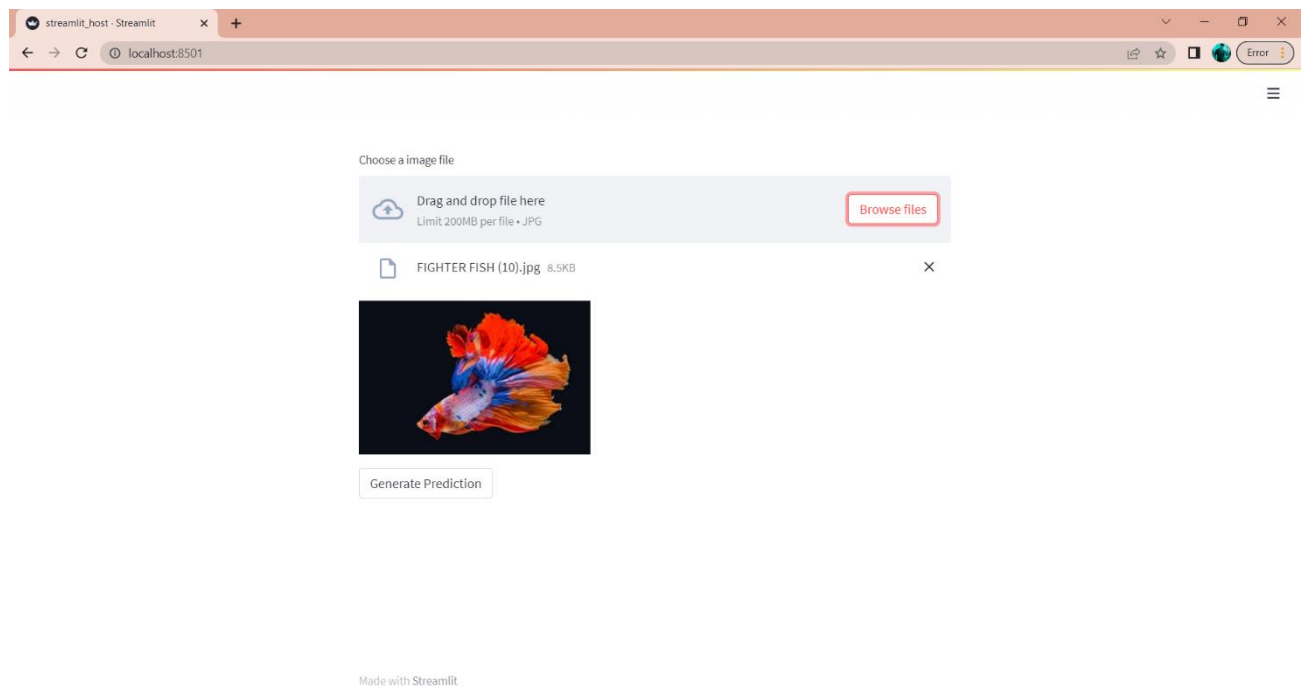 streamlit_host · Streamlit
localhost:8501
Error
Choose a image file
Drag and drop file here
Limit 200MB per file • JPG
Browse files
FIGHTER FISH (10).jpg 8.5KB
Generate Prediction
Made with Streamlit